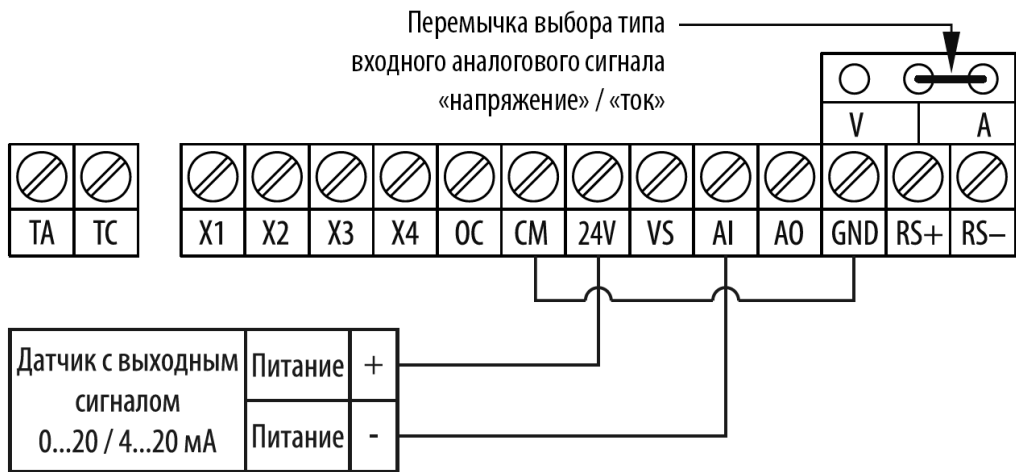 Перемычка выбора типа
входного аналогового сигнала
«напряжение» / «ток»
V A
TA TC X1 X2 X3 X4 OC CM 24V VS AI AO GND RS+ RS–
Датчик с выходным
сигналом
0...20 / 4...20 мА
Питание +
Питание -